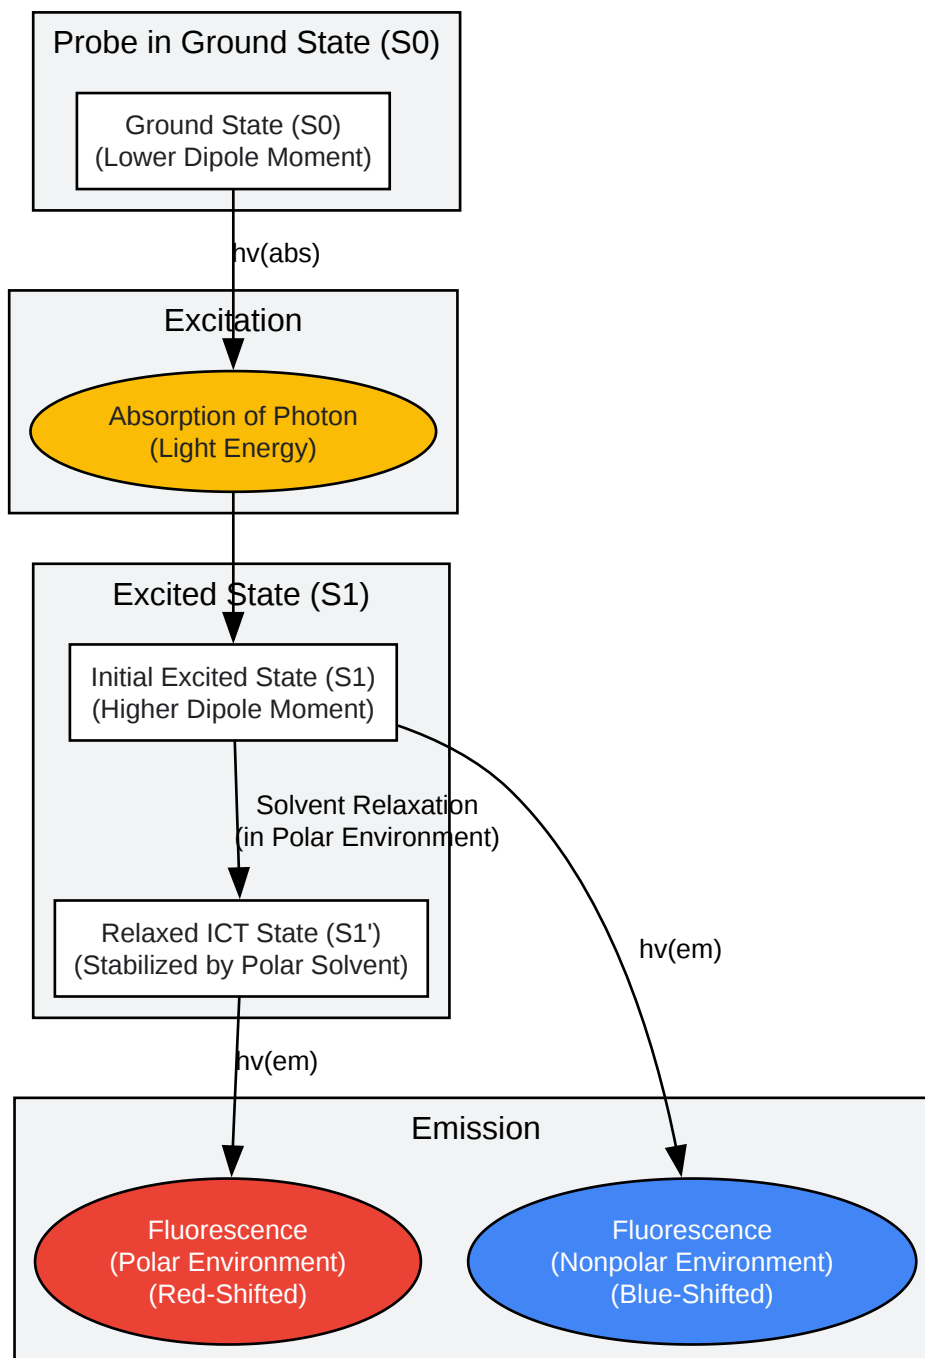 Probe in Ground State (S0)
Ground State (S0)
(Lower Dipole Moment)
hv(abs)
Excitation
Absorption of Photon
(Light Energy)
Excited State (S1)
Initial Excited State (S1)
(Higher Dipole Moment)
Solvent Relaxation
(in Polar Environment)
Relaxed ICT State (S1')
(Stabilized by Polar Solvent)
hv(em)
hv(em)
Emission
Fluorescence
(Polar Environment)
(Red-Shifted)
Fluorescence
(Nonpolar Environment)
(Blue-Shifted)